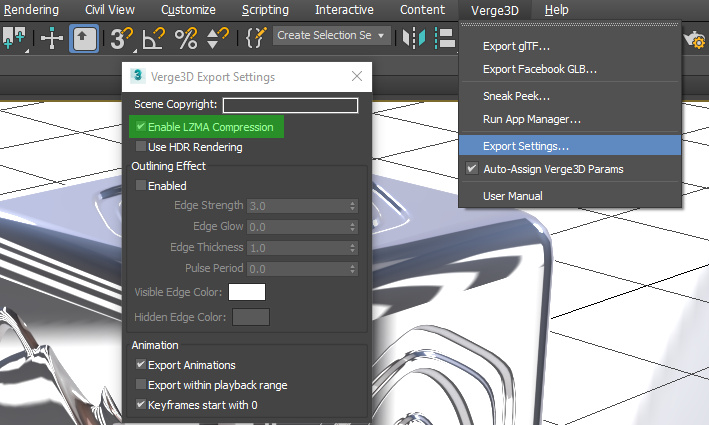 Rendering Civil View Customize Scripting Interactive Content Verge3D Help
3 % Create Selection Se
Export glTF...
Export Facebook GLB...
Sneak Peek...
Run App Manager...
Export Settings...
Auto-Assign Verge3D Params
User Manual
3 Verge3D Export Settings
Scene Copyright:
Enable LZMA Compression
Use HDR Rendering
Outlining Effect
Enabled
Edge Strength 3.0
Edge Glow 0.0
Edge Thickness 1.0
Pulse Period 0.0
Visible Edge Color:
Hidden Edge Color:
Animation
Export Animations
Export within playback range
Keyframes start with 0